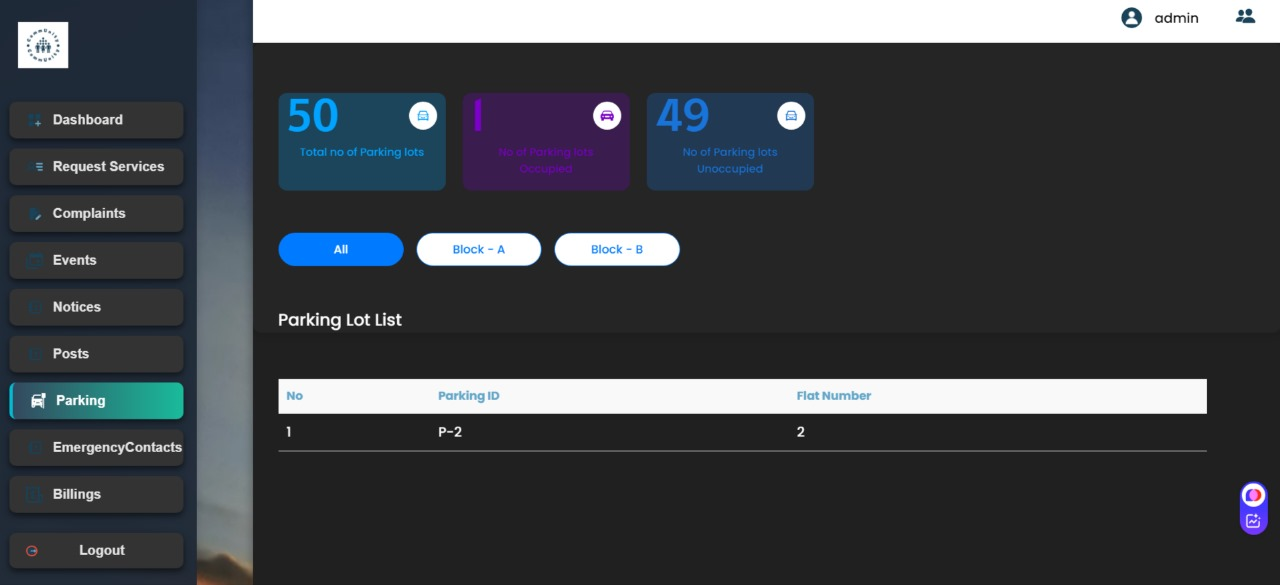 admin
Dashboard
Request Services
Complaints
Events
Notices
Posts
Parking
EmergencyContacts
Billings
Logout
50
Total no of Parking lots
1
No of Parking lots
Occupied
49
No of Parking lots
Unoccupied
All
Block - A
Block - B
Parking Lot List
No Parking ID Flat Number
1 P-2 2